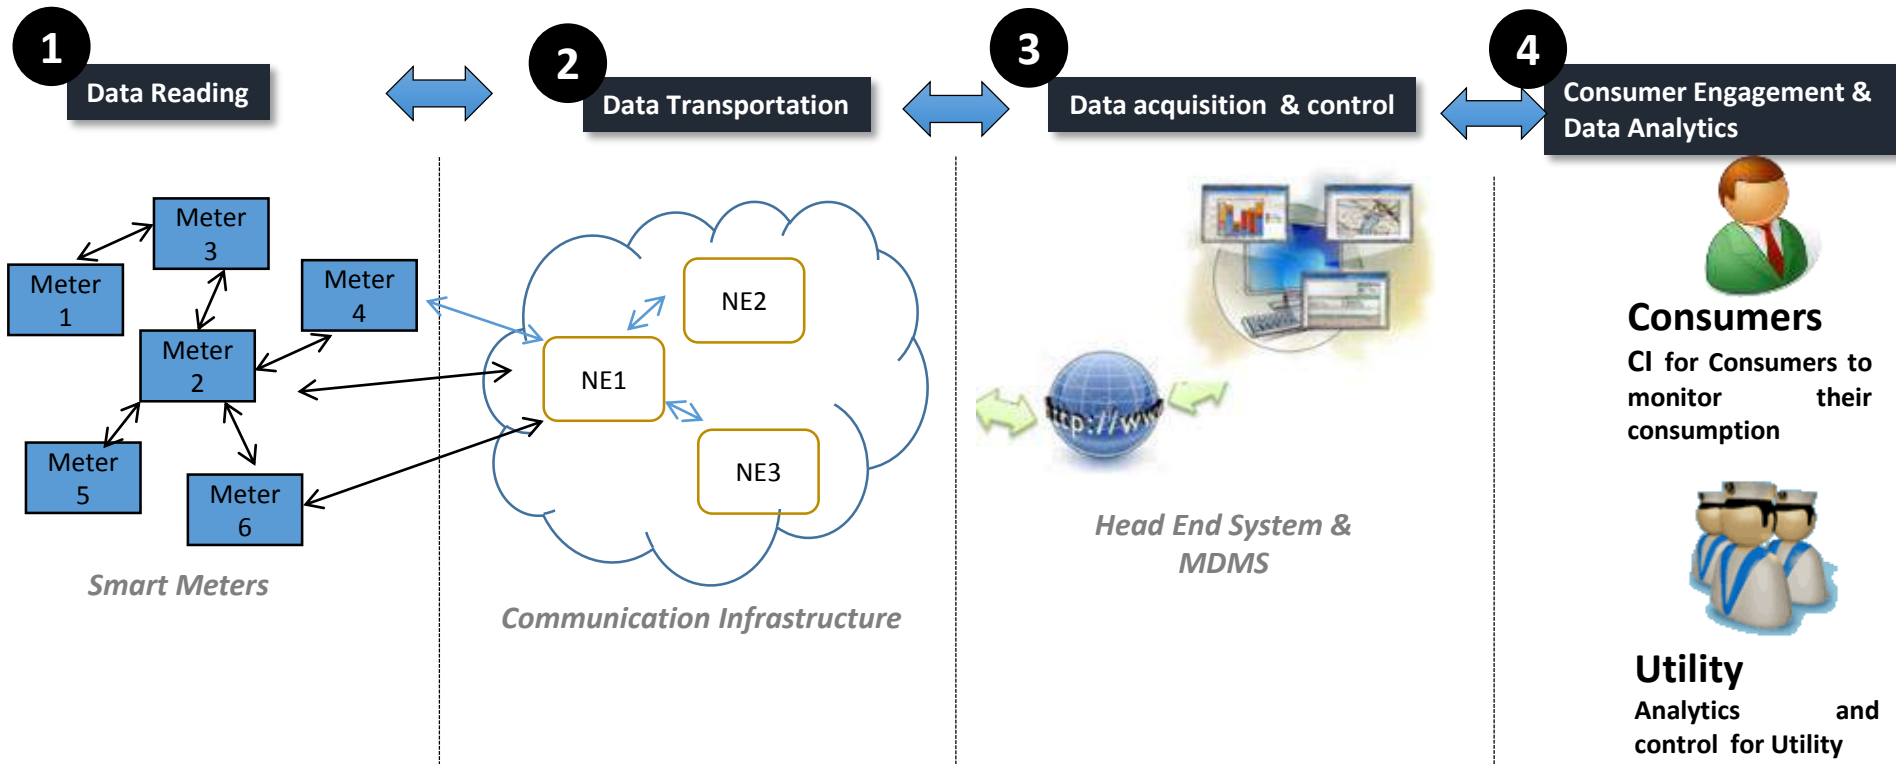 1
Data Reading
2
Data Transportation
3
Data acquisition & control
4
Consumer Engagement &
Data Analytics
Meter
3
Meter
1
Meter
4
Meter
2
Meter
5
Meter
6
Smart Meters
NE2
NE1
NE3
Communication Infrastructure
http://www
Head End System &
MDMS
Consumers
CI for Consumers to
monitor their
consumption
Utility
Analytics and
control for Utility